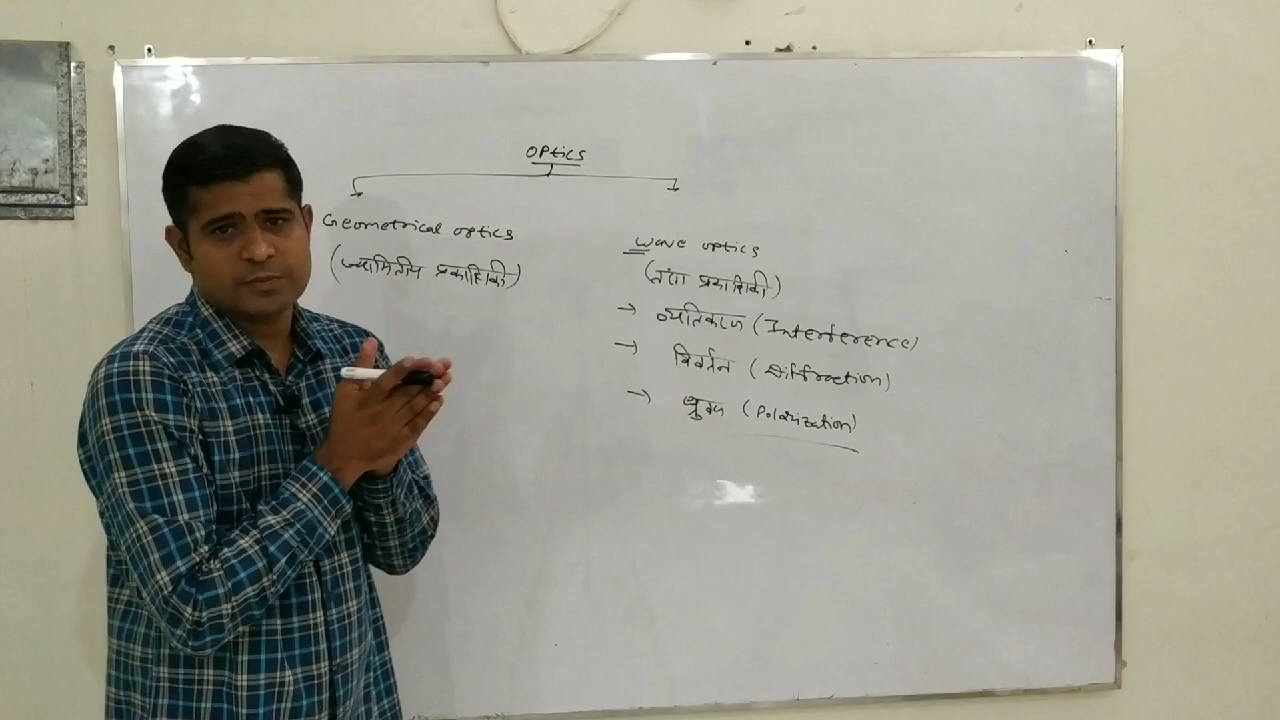 Optics
Geometrical optics
(ज्यामितीय प्रकाशिकी)
Wave optics
(तरंग प्रकाशिकी)
→ व्यतिकरण (Interference)
→ विवर्तन (Diffraction)
→ ध्रुवण (Polarization)